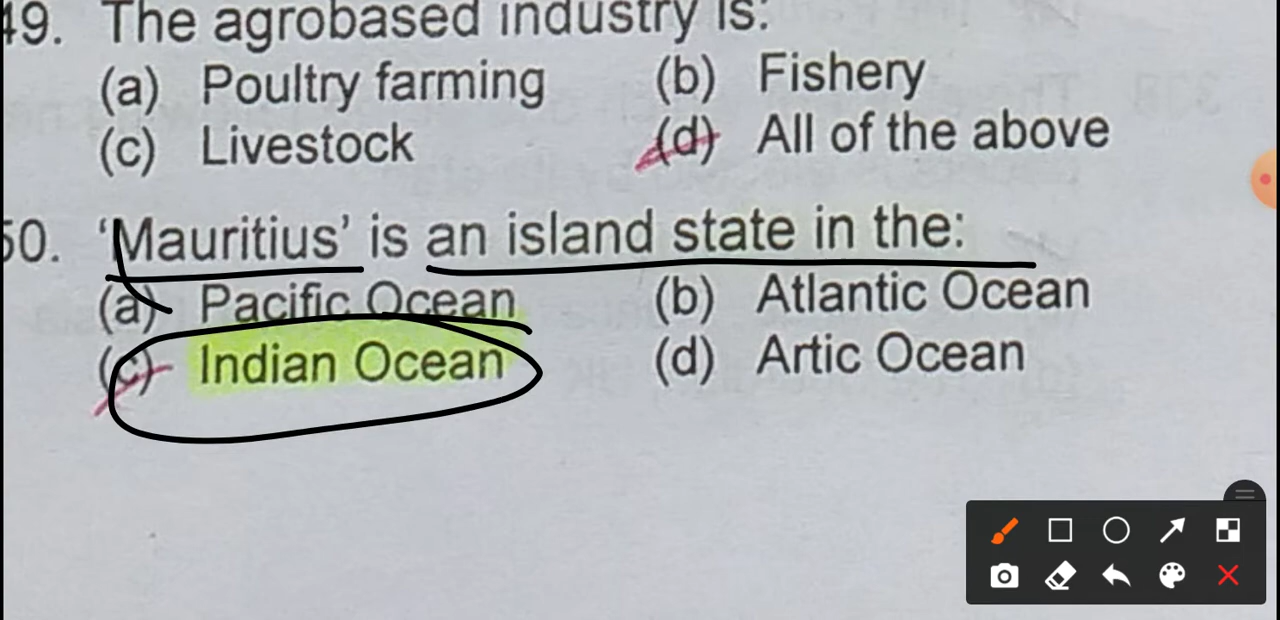 49. The agrobased industry is:
(a) Poultry farming (b) Fishery
(c) Livestock (d) All of the above
50. ‘Mauritius’ is an island state in the:
(a) Pacific Ocean (b) Atlantic Ocean
(c) Indian Ocean (d) Artic Ocean